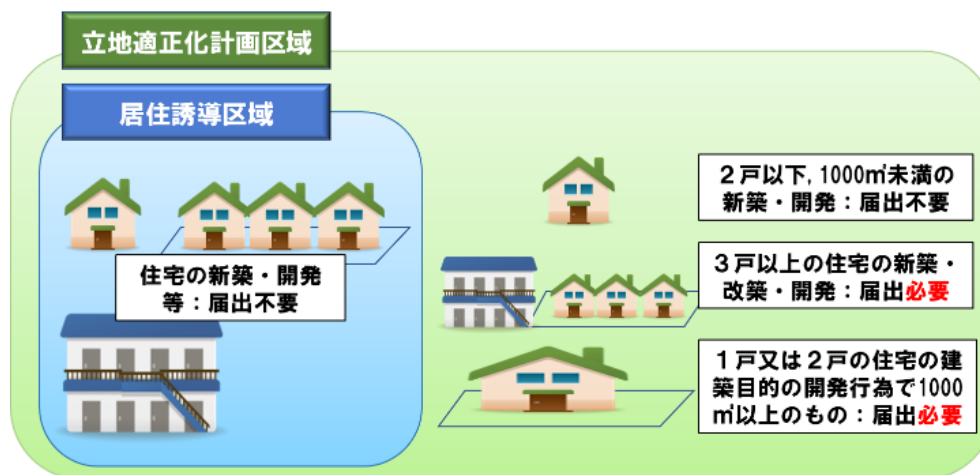 立地適正化計画区域
居住誘導区域
住宅の新築・開発
等：届出不要
２戸以下，1000㎡未満の
新築・開発：届出不要
３戸以上の住宅の新築・
改築・開発：届出必要
１戸又は２戸の住宅の建
築目的の開発行為で1000
㎡以上のもの：届出必要